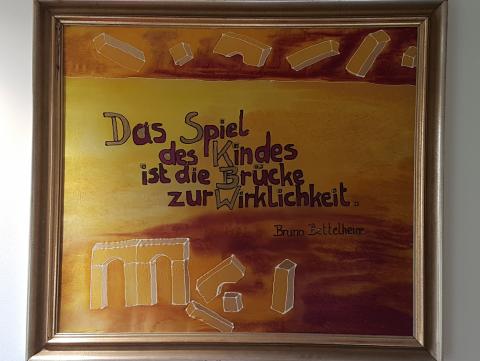 Das Spiel
des Kindes
ist die Brücke
zur Wirklichkeit.
Bruno Bettelheim